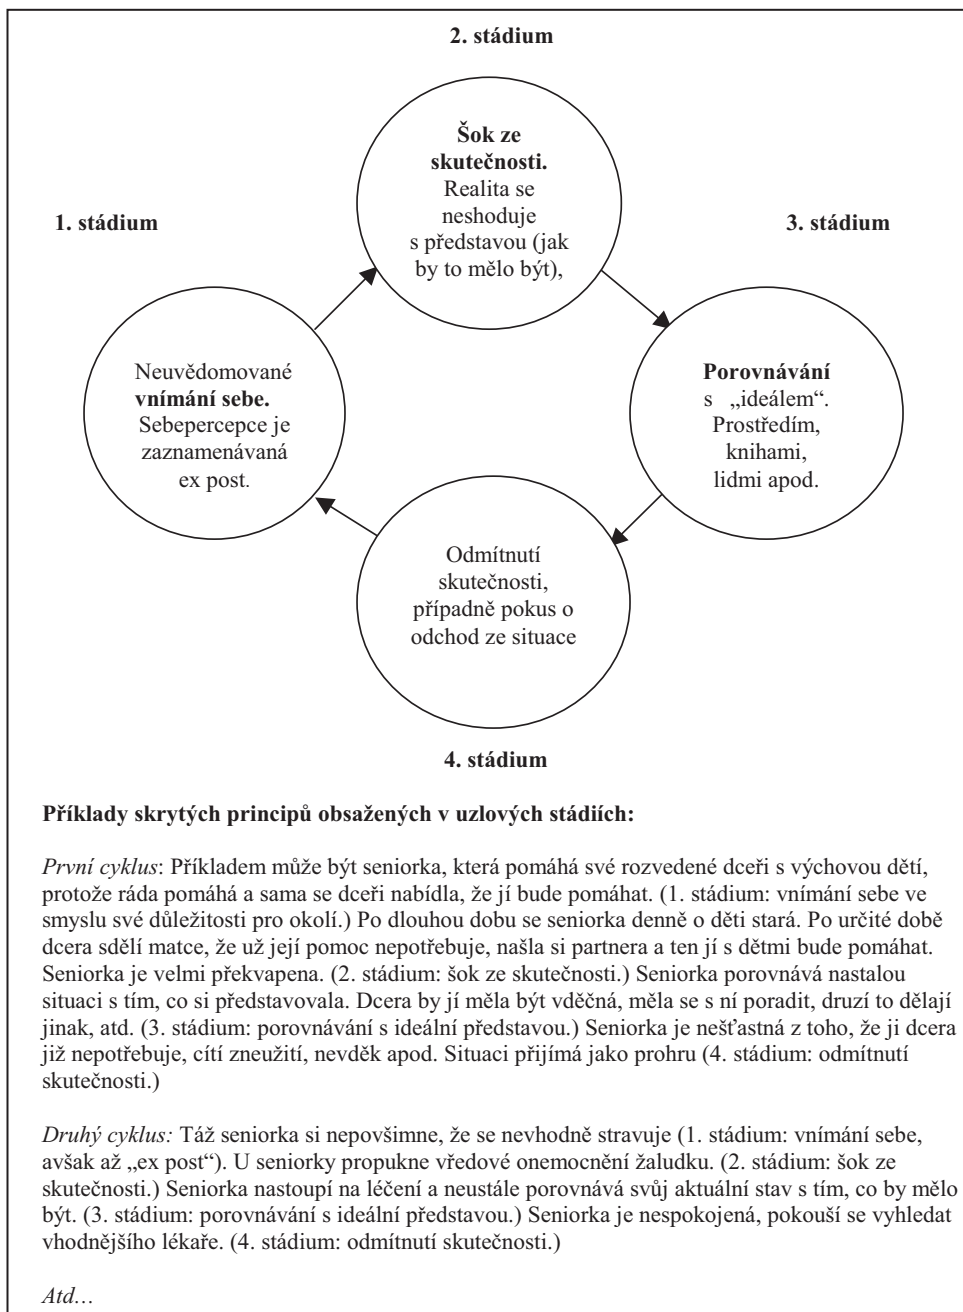 2. stádium
Šok ze
skutečnosti.
Realita se
neshoduje
s představou (jak
by to mělo být),
1. stádium
3. stádium
Neuvědomované
vnímání sebe.
Sebepercepce je
zaznamenávaná
ex post.
Porovnávání
s „ideálem“.
Prostředím,
knihami,
lidmi apod.
Odmítnutí
skutečnosti,
případně pokus o
odchod ze situace
4. stádium
Příklady skrytých principů obsažených v uzlových stádiích:
První cyklus: Příkladem může být seniorka, která pomáhá své rozvedené dceři s výchovou dětí,
protože ráda pomáhá a sama se dceři nabídla, že jí bude pomáhat. (1. stádium: vnímání sebe ve
smyslu své důležitosti pro okolí.) Po dlouhou dobu se seniorka denně o děti stará. Po určité době
dcera sdělí matce, že už její pomoc nepotřebuje, našla si partnera a ten jí s dětmi bude pomáhat.
Seniorka je velmi překvapena. (2. stádium: šok ze skutečnosti.) Seniorka porovnává nastalou
situaci s tím, co si představovala. Dcera by jí měla být vděčná, měla se s ní poradit, druzí to dělají
jinak, atd. (3. stádium: porovnávání s ideální představou.) Seniorka je nešťastná z toho, že ji dcera
již nepotřebuje, cítí zneužití, nevděk apod. Situaci přijímá jako prohru (4. stádium: odmítnutí
skutečnosti.)
Druhý cyklus: Táž seniorka si nepovšimne, že se nevhodně stravuje (1. stádium: vnímání sebe,
avšak až „ex post“). U seniorky propukne vředové onemocnění žaludku. (2. stádium: šok ze
skutečnosti.) Seniorka nastoupí na léčení a neustále porovnává svůj aktuální stav s tím, co by mělo
být. (3. stádium: porovnávání s ideální představou.) Seniorka je nespokojená, pokouší se vyhledat
vhodnějšího lékaře. (4. stádium: odmítnutí skutečnosti.)
Atd…